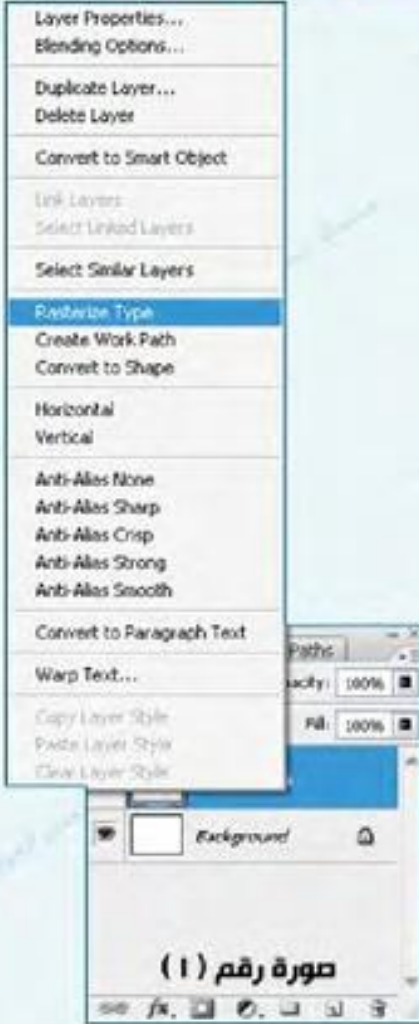 Layer Properties...
Blending Options...
Duplicate Layer...
Delete Layer
Convert to Smart Object
Link Layers
Select Linked Layers
Select Similar Layers
Rasterize Type
Create Work Path
Convert to Shape
Horizontal
Vertical
Anti-Alias None
Anti-Alias Sharp
Anti-Alias Crisp
Anti-Alias Strong
Anti-Alias Smooth
Convert to Paragraph Text
Warp Text...
Copy Layer Style
Paste Layer Style
Clear Layer Style
Paths
acity: 100%
Fill: 100%
Background
صورة رقم (١)
fx.